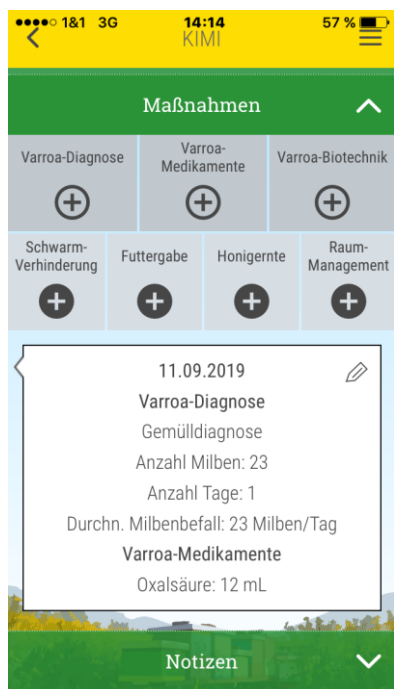 1&1 3G 14:14 57 %
KIMI
Maßnahmen
Varroa-Diagnose
Varroa-
Medikamente
Varroa-Biotechnik
Schwarm-
Verhinderung
Futtergabe
Honigernte
Raum-
Management
11.09.2019
Varroa-Diagnose
Gemülldiagnose
Anzahl Milben: 23
Anzahl Tage: 1
Durchn. Milbenbefall: 23 Milben/Tag
Varroa-Medikamente
Oxalsäure: 12 mL
Notizen